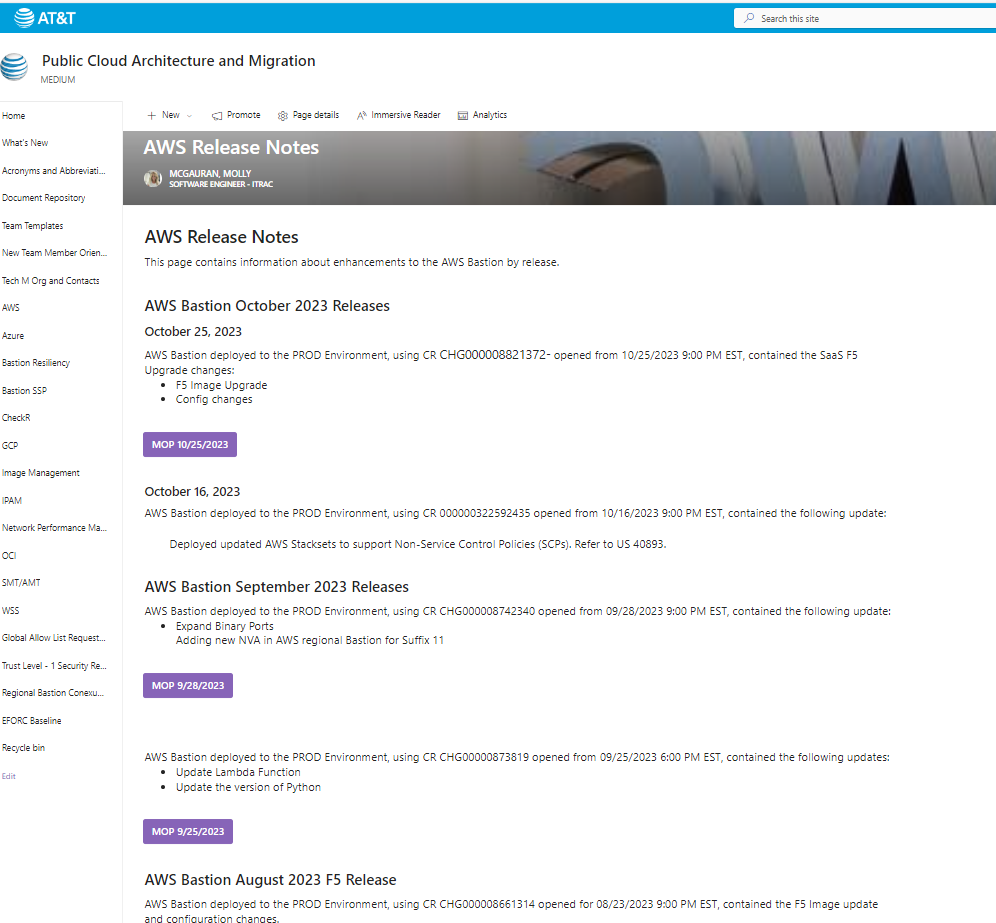 AT&T
Search this site
Public Cloud Architecture and Migration
MEDIUM
Home
What's New
Acronyms and Abbreviati...
Document Repository
Team Templates
New Team Member Orien...
Tech M Org and Contacts
AWS
Azure
Bastion Resiliency
Bastion SSP
CheckR
GCP
Image Management
IPAM
Network Performance Ma...
OCI
SMT/AMT
WSS
Global Allow List Request...
Trust Level - 1 Security Re...
Regional Bastion Conexu...
EFORC Baseline
Recycle bin
Edit
New
Promote
Page details
Immersive Reader
Analytics
AWS Release Notes
MCGAURAN, MOLLY
SOFTWARE ENGINEER - ITRAC
AWS Release Notes
This page contains information about enhancements to the AWS Bastion by release.
AWS Bastion October 2023 Releases
October 25, 2023
AWS Bastion deployed to the PROD Environment, using CR CHG000008821372- opened from 10/25/2023 9:00 PM EST, contained the SaaS F5
Upgrade changes:
• F5 Image Upgrade
• Config changes
MOP 10/25/2023
October 16, 2023
AWS Bastion deployed to the PROD Environment, using CR 000000322592435 opened from 10/16/2023 9:00 PM EST, contained the following update:
Deployed updated AWS Stacksets to support Non-Service Control Policies (SCPs). Refer to US 40893.
AWS Bastion September 2023 Releases
AWS Bastion deployed to the PROD Environment, using CR CHG000008742340 opened from 09/28/2023 9:00 PM EST, contained the following update:
• Expand Binary Ports
Adding new NVA in AWS regional Bastion for Suffix 11
MOP 9/28/2023
AWS Bastion deployed to the PROD Environment, using CR CHG00000873819 opened from 09/25/2023 6:00 PM EST, contained the following updates:
• Update Lambda Function
• Update the version of Python
MOP 9/25/2023
AWS Bastion August 2023 F5 Release
AWS Bastion deployed to the PROD Environment, using CR CHG000008661314 opened for 08/23/2023 9:00 PM EST, contained the F5 Image update
and configuration changes.